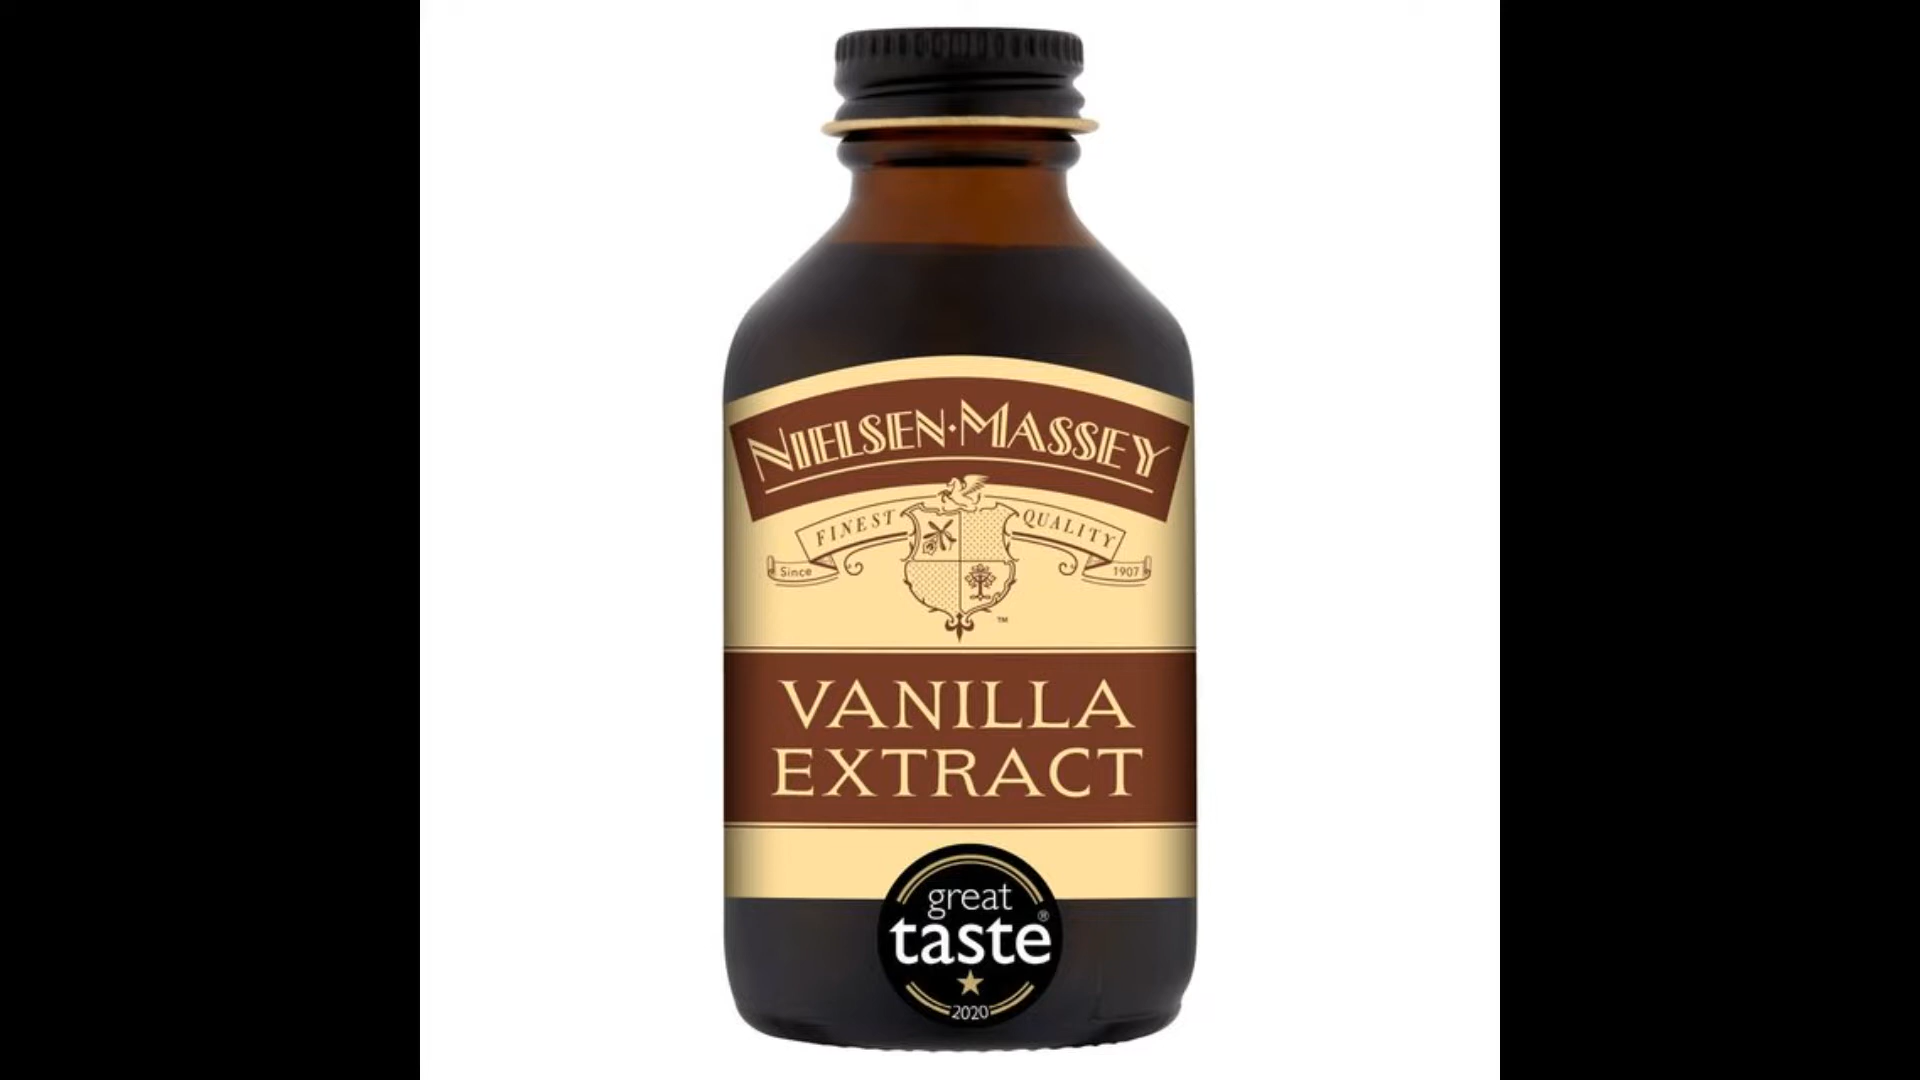 NIELSEN·MASSEY
FINEST QUALITY
Since 1907
™
VANILLA
EXTRACT
great
taste®
2020